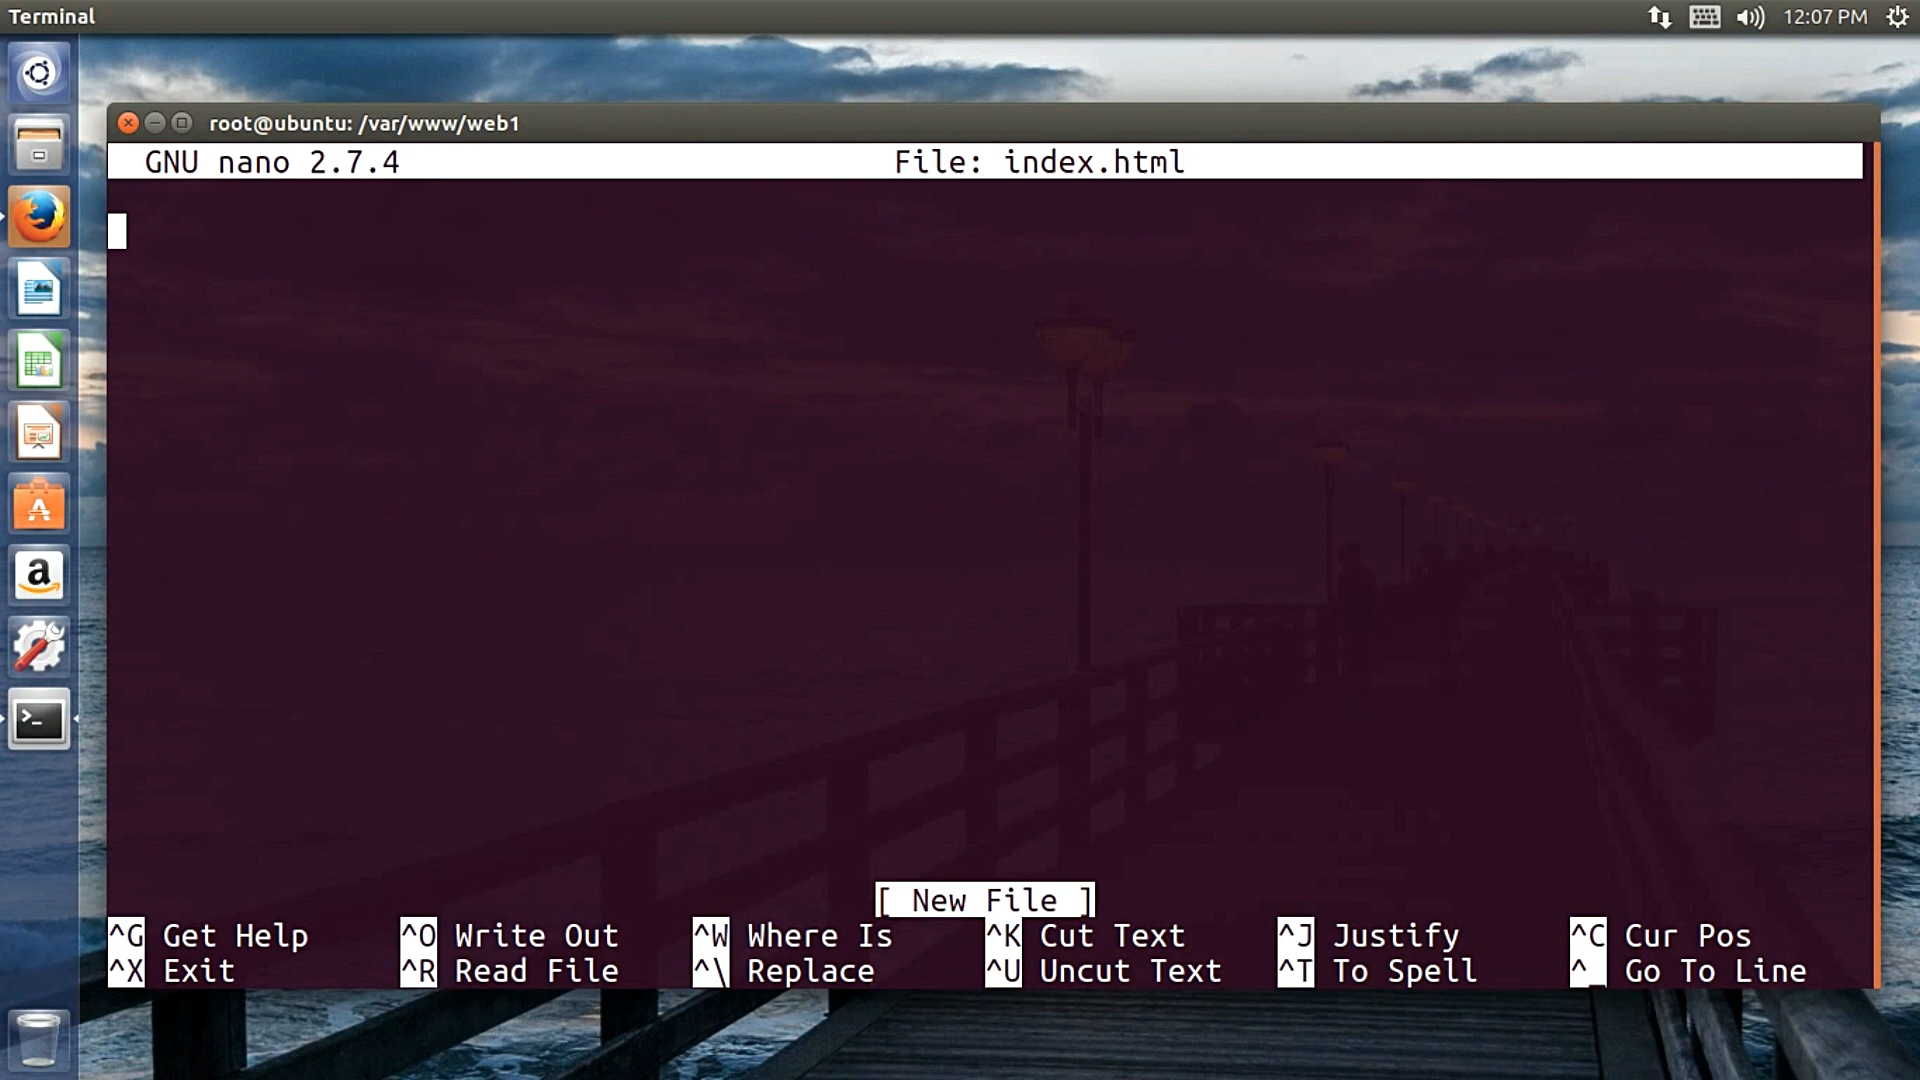 Terminal
12:07 PM
root@ubuntu: /var/www/web1
GNU nano 2.7.4 File: index.html
[ New File ]
^G Get Help ^O Write Out ^W Where Is ^K Cut Text ^J Justify ^C Cur Pos
^X Exit ^R Read File ^\ Replace ^U Uncut Text ^T To Spell ^_ Go To Line